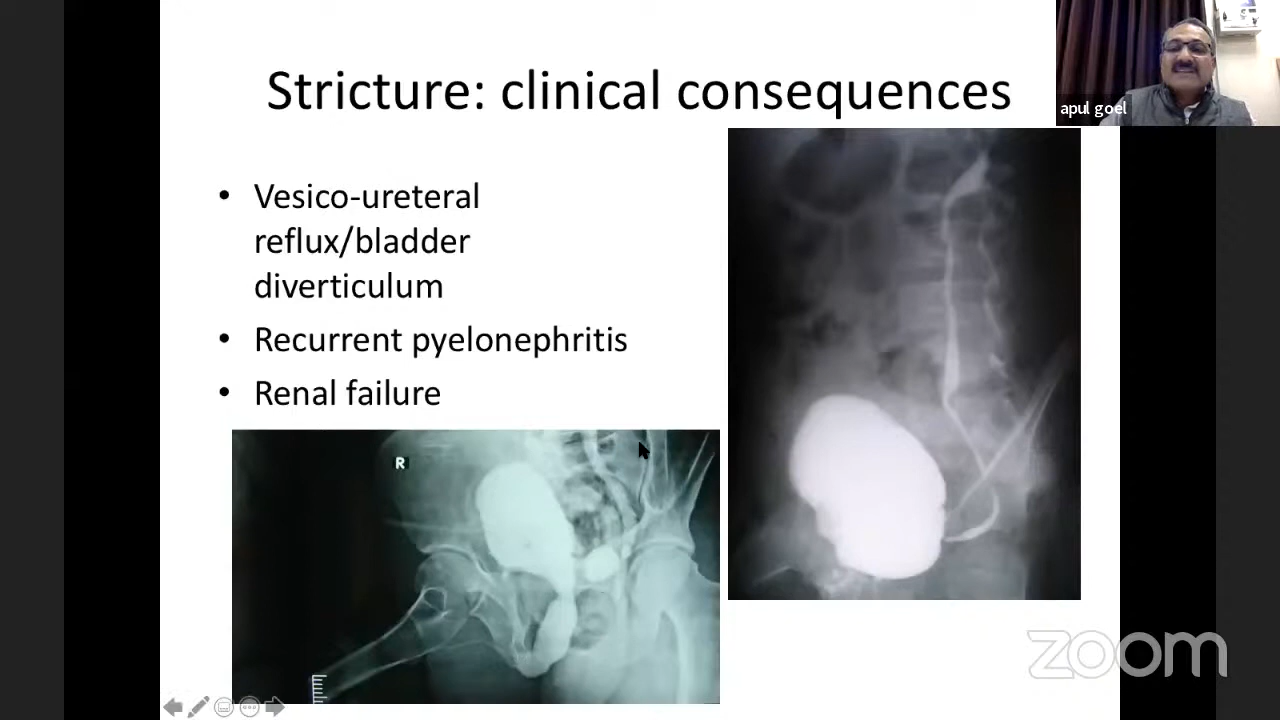 Stricture: clinical consequences
apul goel
• Vesico-ureteral
reflux/bladder
diverticulum
• Recurrent pyelonephritis
• Renal failure
R
zoom